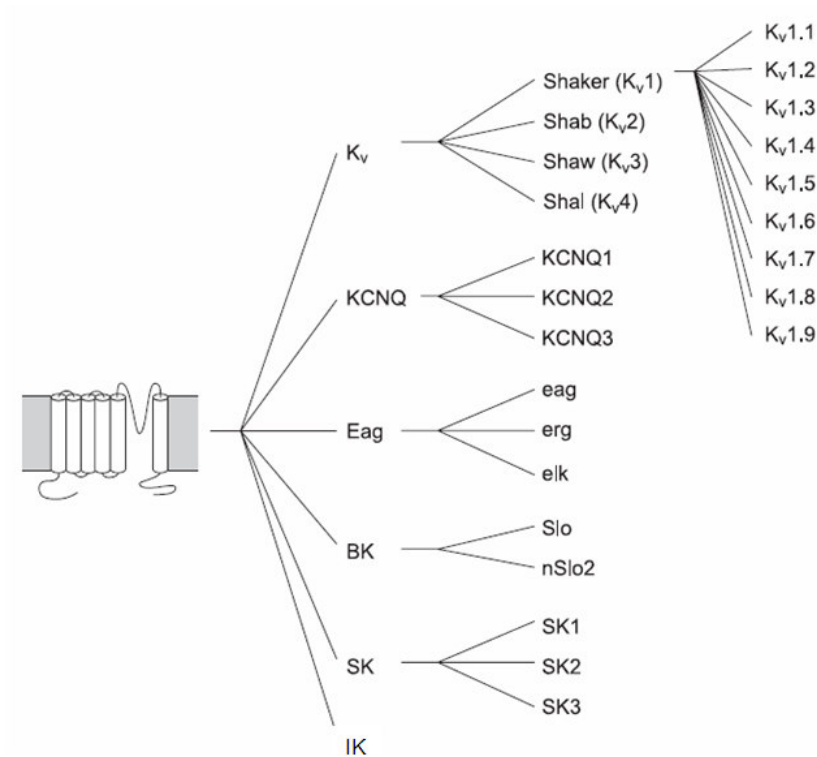 Kv
KCNQ
Eag
BK
SK
IK
Shaker (Kv1)
Shab (Kv2)
Shaw (Kv3)
Shal (Kv4)
KCNQ1
KCNQ2
KCNQ3
eag
erg
elk
Slo
nSlo2
SK1
SK2
SK3
Kv1.1
Kv1.2
Kv1.3
Kv1.4
Kv1.5
Kv1.6
Kv1.7
Kv1.8
Kv1.9